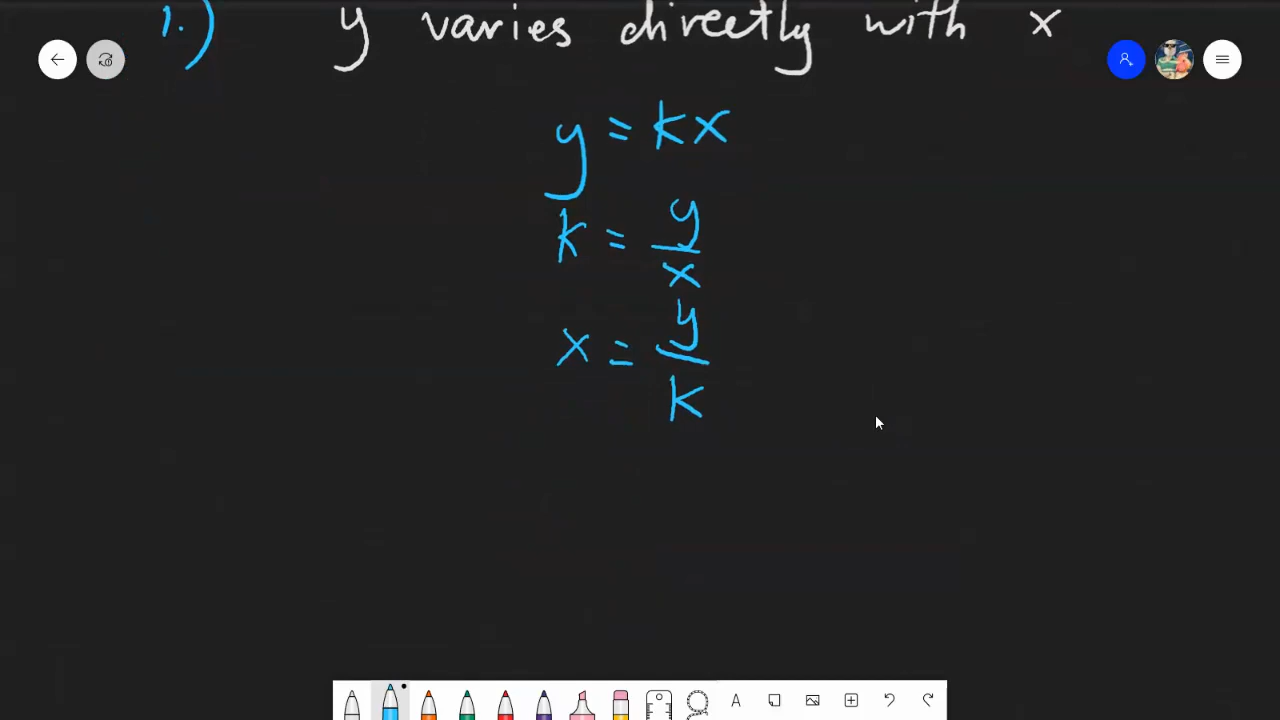 1.) y varies directly with x
y = kx
k = y/x
x = y/k
A